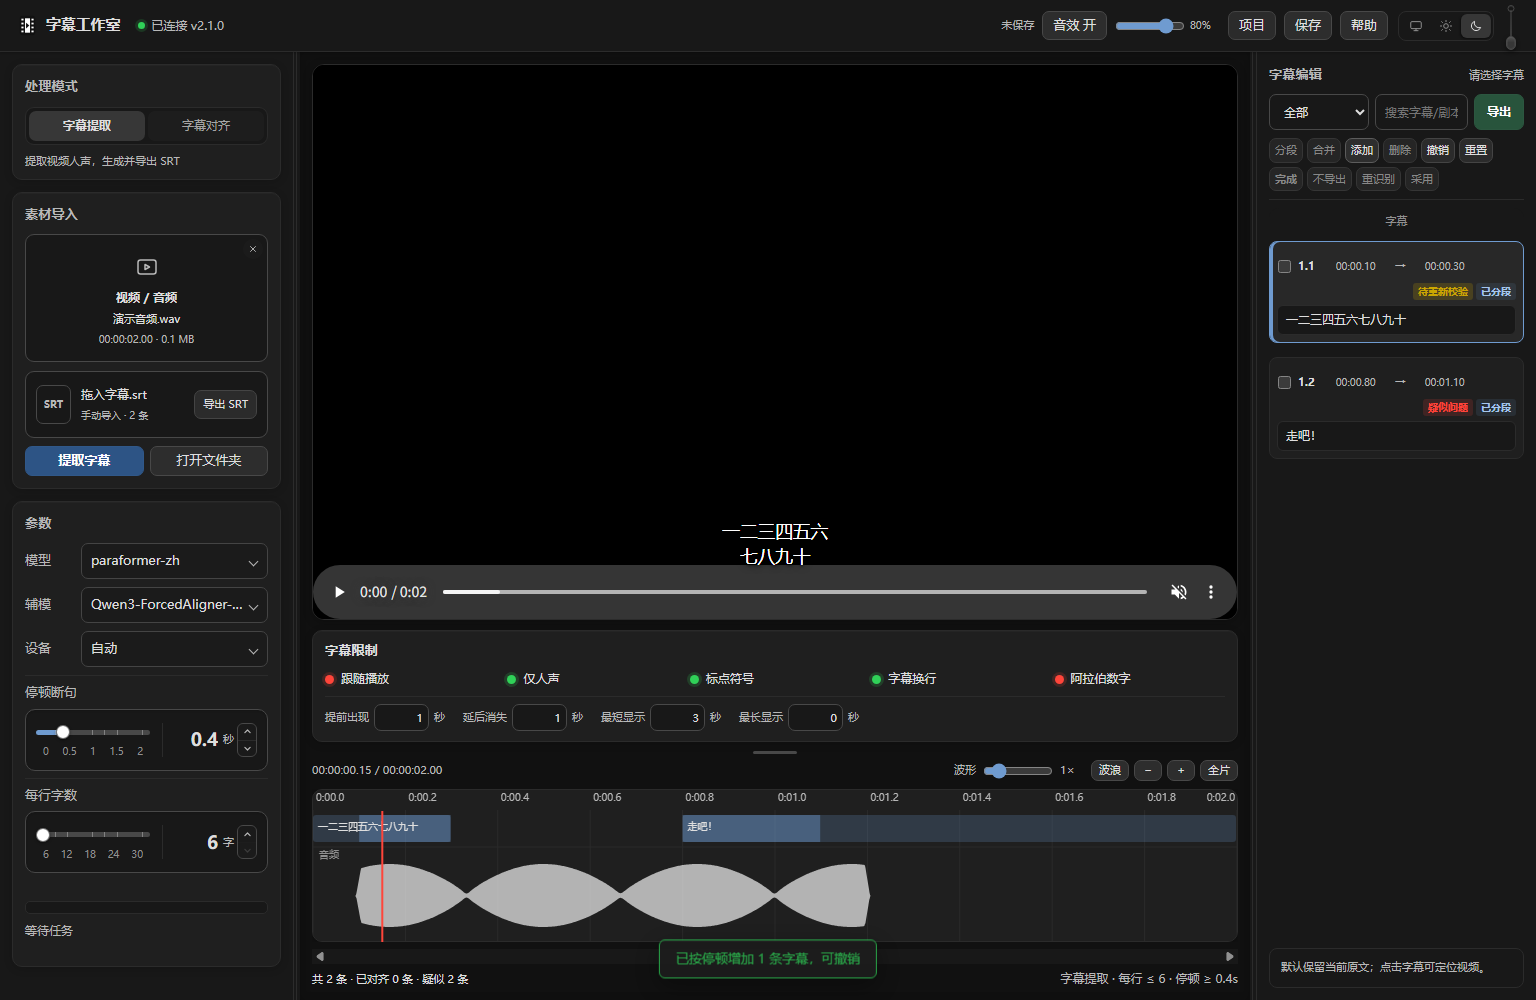 字幕工作室 已连接 v2.1.0 未保存 音效 开 80% 项目 保存 帮助
处理模式
字幕提取 字幕对齐
提取视频人声，生成并导出 SRT
素材导入
×
视频 / 音频
演示音频.wav
00:00:02.00 · 0.1 MB
SRT
拖入字幕.srt
手动导入 · 2 条
导出 SRT
提取字幕 打开文件夹
参数
模型 paraformer-zh
辅模 Qwen3-ForcedAligner-...
设备 自动
停顿断句
0 0.5 1 1.5 2
0.4 秒
每行字数
6 12 18 24 30
6 字
等待任务
一二三四五六
七八九十
0:00 / 0:02
字幕限制
跟随播放 仅人声 标点符号 字幕换行 阿拉伯数字
提前出现 1 秒 延后消失 1 秒 最短显示 3 秒 最长显示 0 秒
00:00:00.15 / 00:00:02.00 波形 1× 波浪 − + 全片
0:00.0 0:00.2 0:00.4 0:00.6 0:00.8 0:01.0 0:01.2 0:01.4 0:01.6 0:01.8 0:02.0
一二三四五六七八九十 走吧！
音频
已按停顿增加 1 条字幕，可撤销
共 2 条 · 已对齐 0 条 · 疑似 2 条 字幕提取 · 每行 ≤ 6 · 停顿 ≥ 0.4s
字幕编辑 请选择字幕
全部 搜索字幕/剧本 导出
分段 合并 添加 删除 撤销 重置
完成 不导出 重识别 采用
字幕
1.1 00:00.10 → 00:00.30
待重新校验 已分段
一二三四五六七八九十
1.2 00:00.80 → 00:01.10
疑似问题 已分段
走吧！
默认保留当前原文；点击字幕可定位视频。